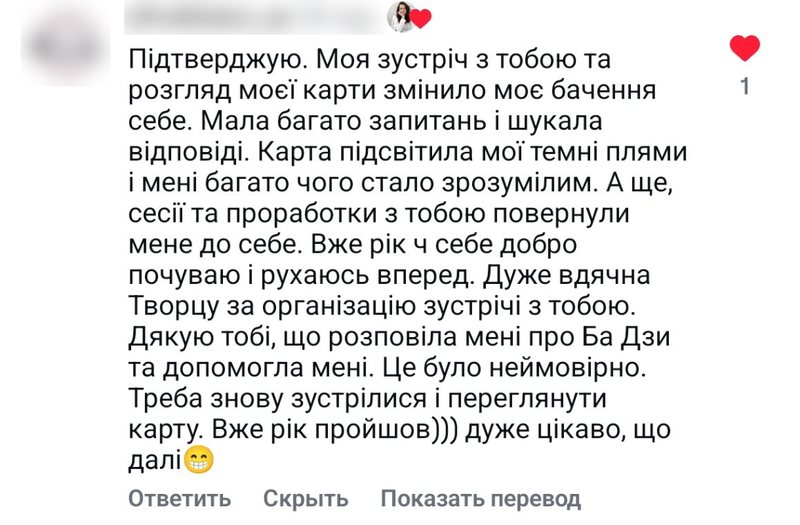 Підтверджую. Моя зустріч з тобою та
розгляд моєї карти змінило моє бачення
себе. Мала багато запитань і шукала
відповіді. Карта підсвітила мої темні плями
і мені багато чого стало зрозумілим. А ще,
сесії та проработки з тобою повернули
мене до себе. Вже рік ч себе добро
почуваю і рухаюсь вперед. Дуже вдячна
Творцу за організацію зустрічі з тобою.
Дякую тобі, що розповіла мені про Ба Дзи
та допомогла мені. Це було неймовірно.
Треба знову зустрілися і переглянути
карту. Вже рік пройшов))) дуже цікаво, що
далі😁
1
Ответить Скрыть Показать перевод